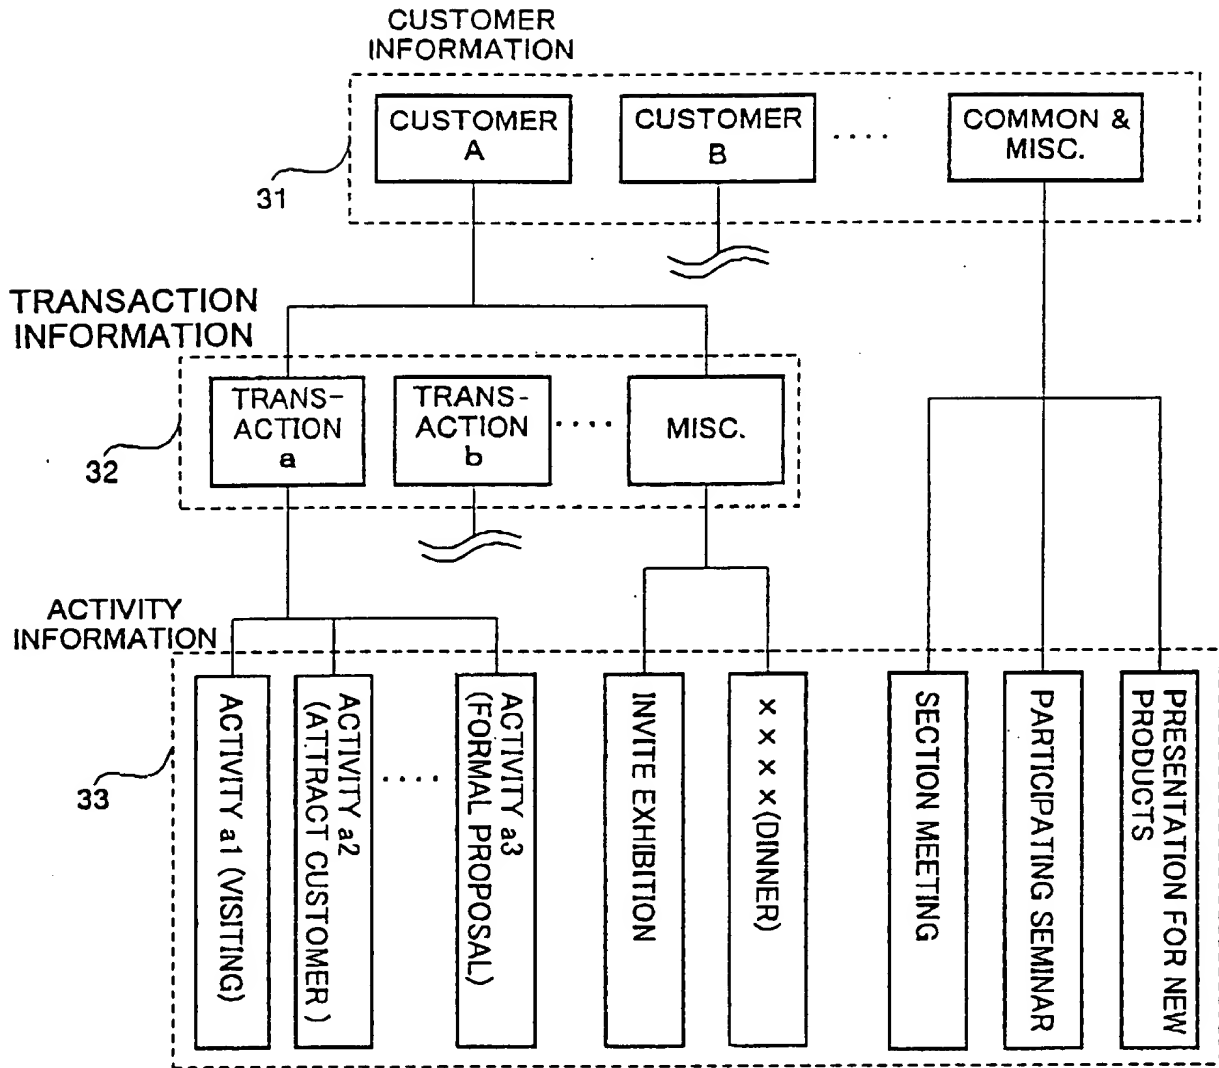 CUSTOMER
INFORMATION
CUSTOMER
A
CUSTOMER
B
....
COMMON &
MISC.
31
TRANSACTION
INFORMATION
TRANS-
ACTION
a
TRANS-
ACTION
b
....
MISC.
32
ACTIVITY
INFORMATION
ACTIVITY a1 (VISITING)
ACTIVITY a2
(ATTRACT CUSTOMER)
....
ACTIVITY a3
(FORMAL PROPOSAL)
INVITE EXHIBITION
××××(DINNER)
SECTION MEETING
PARTICIPATING SEMINAR
PRESENTATION FOR NEW
PRODUCTS
33